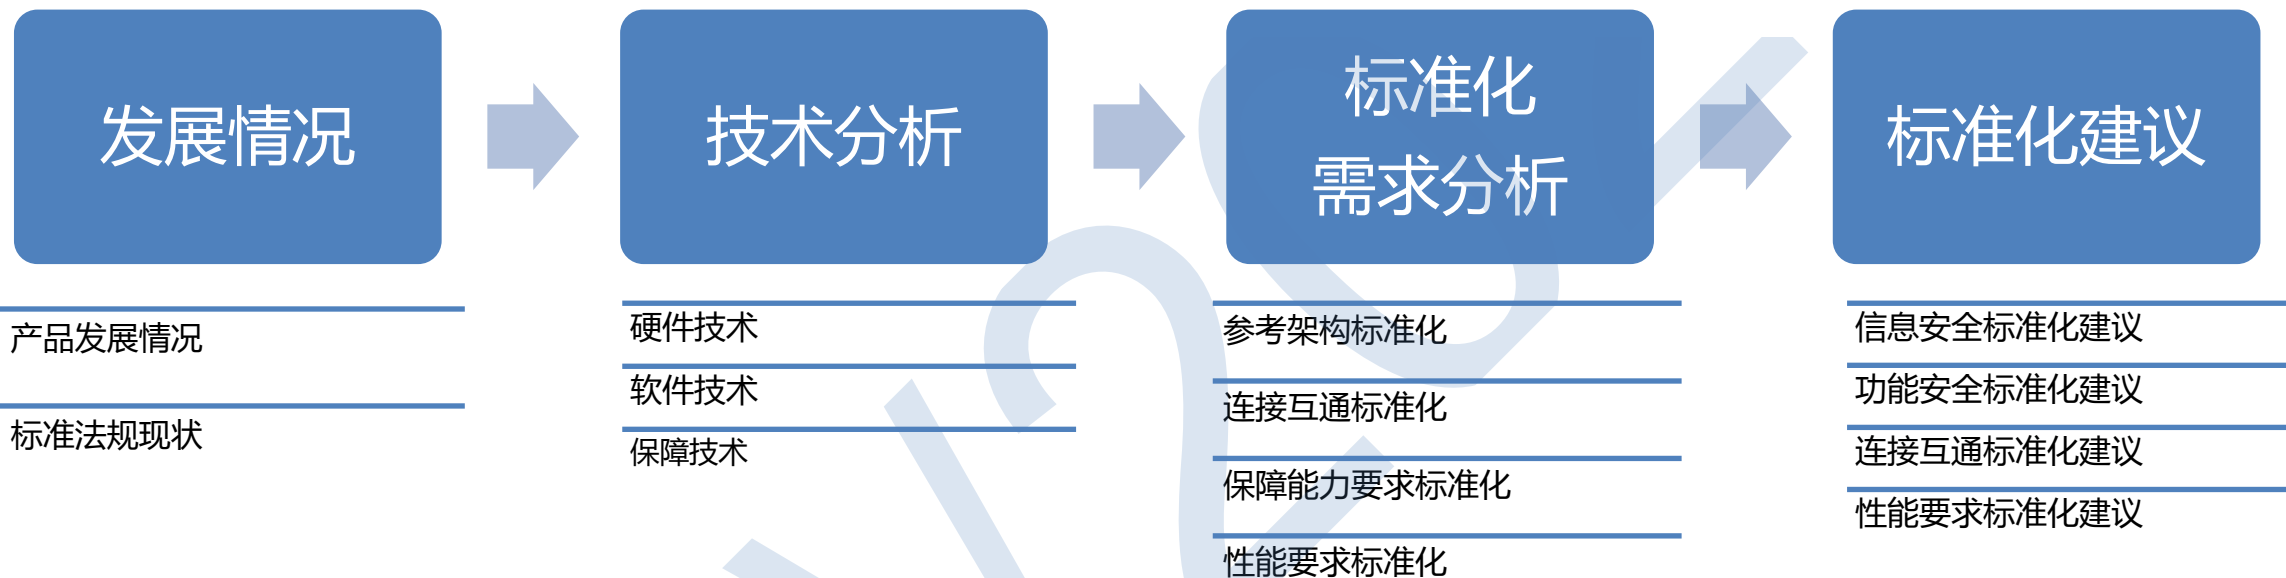 发展情况
产品发展情况
标准法规现状
技术分析
硬件技术
软件技术
保障技术
标准化
需求分析
参考架构标准化
连接互通标准化
保障能力要求标准化
性能要求标准化
标准化建议
信息安全标准化建议
功能安全标准化建议
连接互通标准化建议
性能要求标准化建议